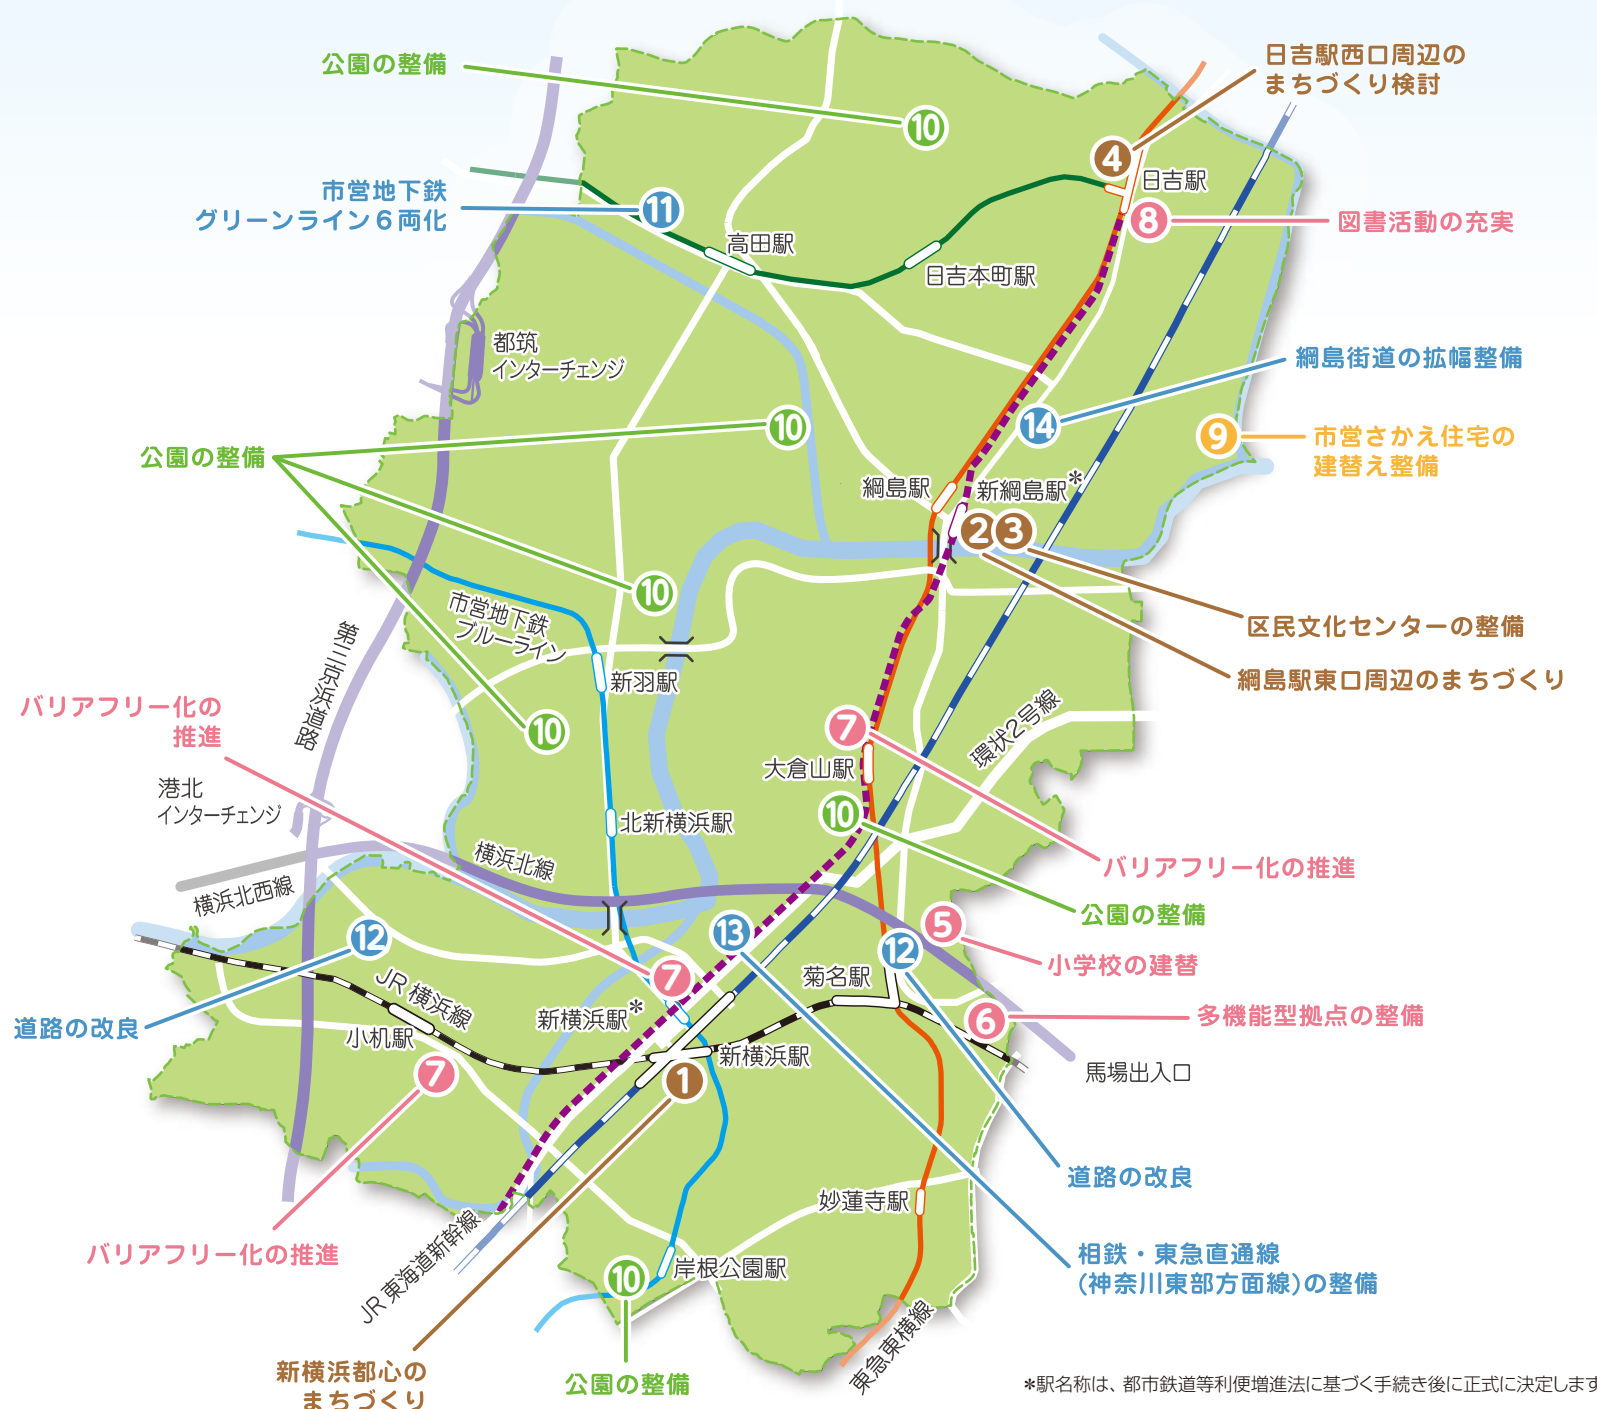 公園の整備
10
日吉駅西口周辺の
まちづくり検討
4
日吉駅
市営地下鉄
グリーンライン6両化
11
8
図書活動の充実
高田駅
日吉本町駅
都筑
インターチェンジ
綱島街道の拡幅整備
14
公園の整備
10
9
市営さかえ住宅の
建替え整備
綱島駅
新綱島駅*
2
3
10
市営地下鉄
ブルーライン
区民文化センターの整備
第三京浜道路
新羽駅
綱島駅東口周辺のまちづくり
バリアフリー化の
推進
10
7
環状2号線
大倉山駅
港北
インターチェンジ
北新横浜駅
10
横浜北線
バリアフリー化の推進
横浜北西線
公園の整備
12
13
5
12
小学校の建替
JR横浜線
7
菊名駅
道路の改良
小机駅
新横浜駅*
6
多機能型拠点の整備
新横浜駅
7
1
馬場出入口
道路の改良
妙蓮寺駅
バリアフリー化の推進
JR東海道新幹線
相鉄・東急直通線
(神奈川東部方面線)の整備
10
岸根公園駅
東急東横線
新横浜都心の
まちづくり
公園の整備
*駅名称は、都市鉄道等利便増進法に基づく手続き後に正式に決定します